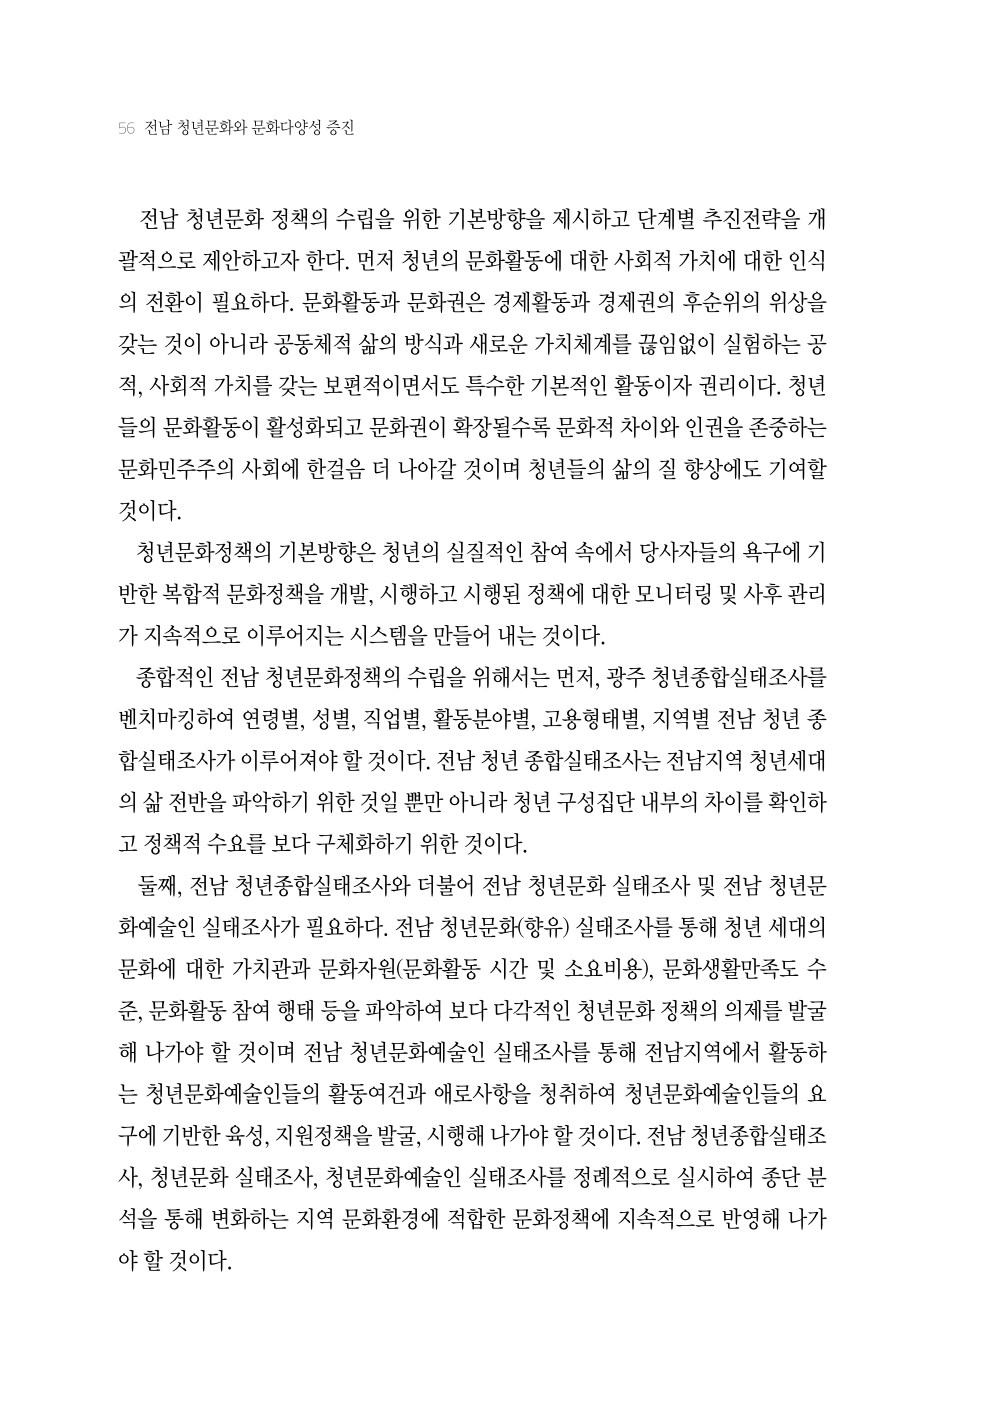 56 전남 청년문화와 문화다양성 증진
전남 청년문화 정책의 수립을 위한 기본방향을 제시하고 단계별 추진전략을 개
괄적으로 제안하고자 한다. 먼저 청년의 문화활동에 대한 사회적 가치에 대한 인식
의 전환이 필요하다. 문화활동과 문화권은 경제활동과 경제권의 후순위의 위상을
갖는 것이 아니라 공동체적 삶의 방식과 새로운 가치체계를 끊임없이 실험하는 공
적, 사회적 가치를 갖는 보편적이면서도 특수한 기본적인 활동이자 권리이다. 청년
들의 문화활동이 활성화되고 문화권이 확장될수록 문화적 차이와 인권을 존중하는
문화민주주의 사회에 한걸음 더 나아갈 것이며 청년들의 삶의 질 향상에도 기여할
것이다.
청년문화정책의 기본방향은 청년의 실질적인 참여 속에서 당사자들의 욕구에 기
반한 복합적 문화정책을 개발, 시행하고 시행된 정책에 대한 모니터링 및 사후 관리
가 지속적으로 이루어지는 시스템을 만들어 내는 것이다.
종합적인 전남 청년문화정책의 수립을 위해서는 먼저, 광주 청년종합실태조사를
벤치마킹하여 연령별, 성별, 직업별, 활동분야별, 고용형태별, 지역별 전남 청년 종
합실태조사가 이루어져야 할 것이다. 전남 청년 종합실태조사는 전남지역 청년세대
의 삶 전반을 파악하기 위한 것일 뿐만 아니라 청년 구성집단 내부의 차이를 확인하
고 정책적 수요를 보다 구체화하기 위한 것이다.
둘째, 전남 청년종합실태조사와 더불어 전남 청년문화 실태조사 및 전남 청년문
화예술인 실태조사가 필요하다. 전남 청년문화(향유) 실태조사를 통해 청년 세대의
문화에 대한 가치관과 문화자원(문화활동 시간 및 소요비용), 문화생활만족도 수
준, 문화활동 참여 행태 등을 파악하여 보다 다각적인 청년문화 정책의 의제를 발굴
해 나가야 할 것이며 전남 청년문화예술인 실태조사를 통해 전남지역에서 활동하
는 청년문화예술인들의 활동여건과 애로사항을 청취하여 청년문화예술인들의 요
구에 기반한 육성, 지원정책을 발굴, 시행해 나가야 할 것이다. 전남 청년종합실태조
사, 청년문화 실태조사, 청년문화예술인 실태조사를 정례적으로 실시하여 종단 분
석을 통해 변화하는 지역 문화환경에 적합한 문화정책에 지속적으로 반영해 나가
야 할 것이다.